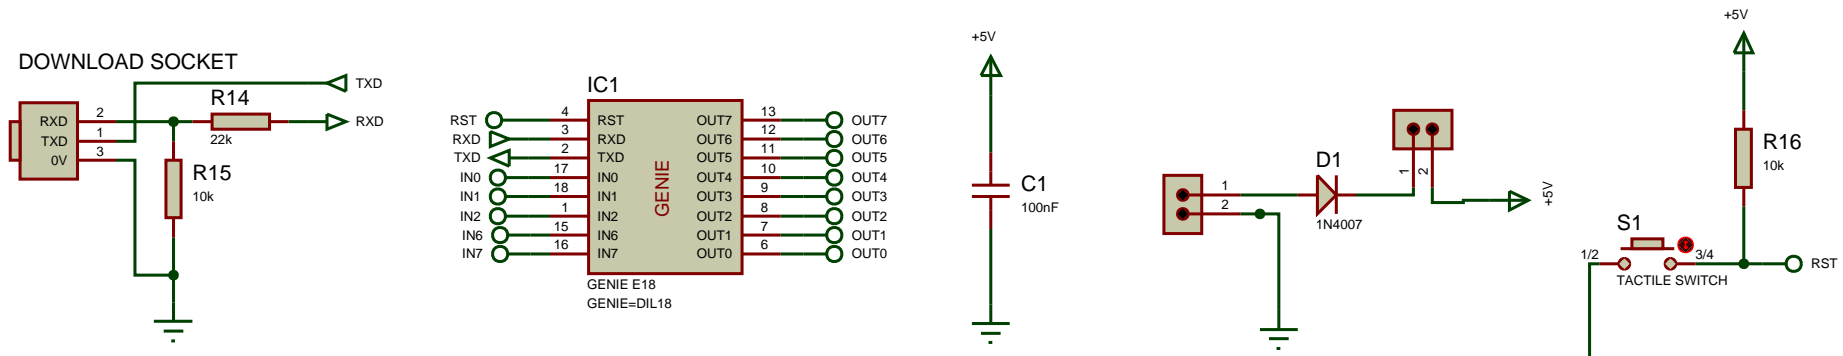 DOWNLOAD SOCKET
TXD
R14
RXD 2
22k
RXD
TXD 1
0V 3
R15
10k
IC1
RST 4 RST OUT7 13 OUT7
RXD 3 RXD OUT6 12 OUT6
TXD 2 TXD OUT5 11 OUT5
IN0 17 IN0 OUT4 10 OUT4
IN1 18 IN1 OUT3 9 OUT3
IN2 1 IN2 OUT2 8 OUT2
IN6 15 IN6 OUT1 7 OUT1
IN7 16 IN7 OUT0 6 OUT0
GENIE
GENIE E18
GENIE=DIL18
+5V
C1
100nF
1
2
D1
1N4007
1
2
+5V
+5V
R16
10k
S1
1/2
3/4
TACTILE SWITCH
RST